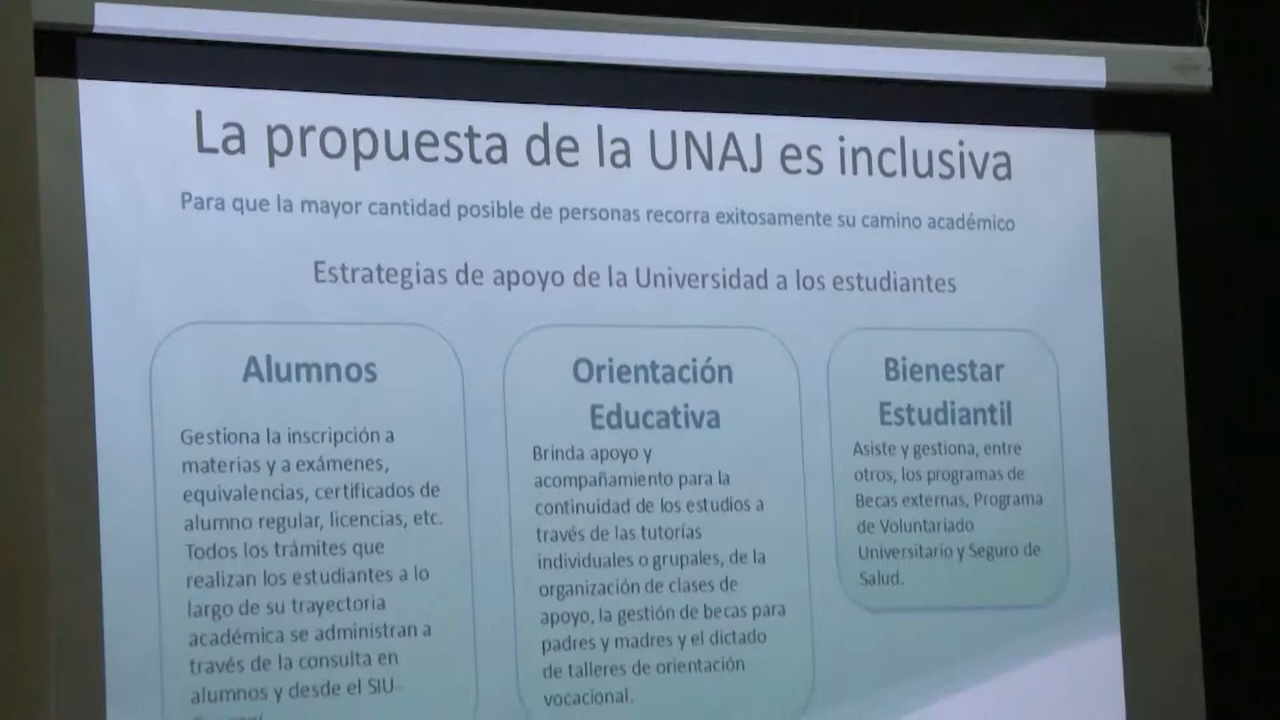 La propuesta de la UNAJ es inclusiva
Para que la mayor cantidad posible de personas recorra exitosamente su camino académico
Estrategias de apoyo de la Universidad a los estudiantes
Alumnos
Gestiona la inscripción a
materias y a exámenes,
equivalencias, certificados de
alumno regular, licencias, etc.
Todos los trámites que
realizan los estudiantes a lo
largo de su trayectoria
académica se administran a
través de la consulta en
alumnos y desde el SIU-
Orientación
Educativa
Brinda apoyo y
acompañamiento para la
continuidad de los estudios a
través de las tutorías
individuales o grupales, de la
organización de clases de
apoyo, la gestión de becas para
padres y madres y el dictado
de talleres de orientación
vocacional.
Bienestar
Estudiantil
Asiste y gestiona, entre
otros, los programas de
Becas externas, Programa
de Voluntariado
Universitario y Seguro de
Salud.